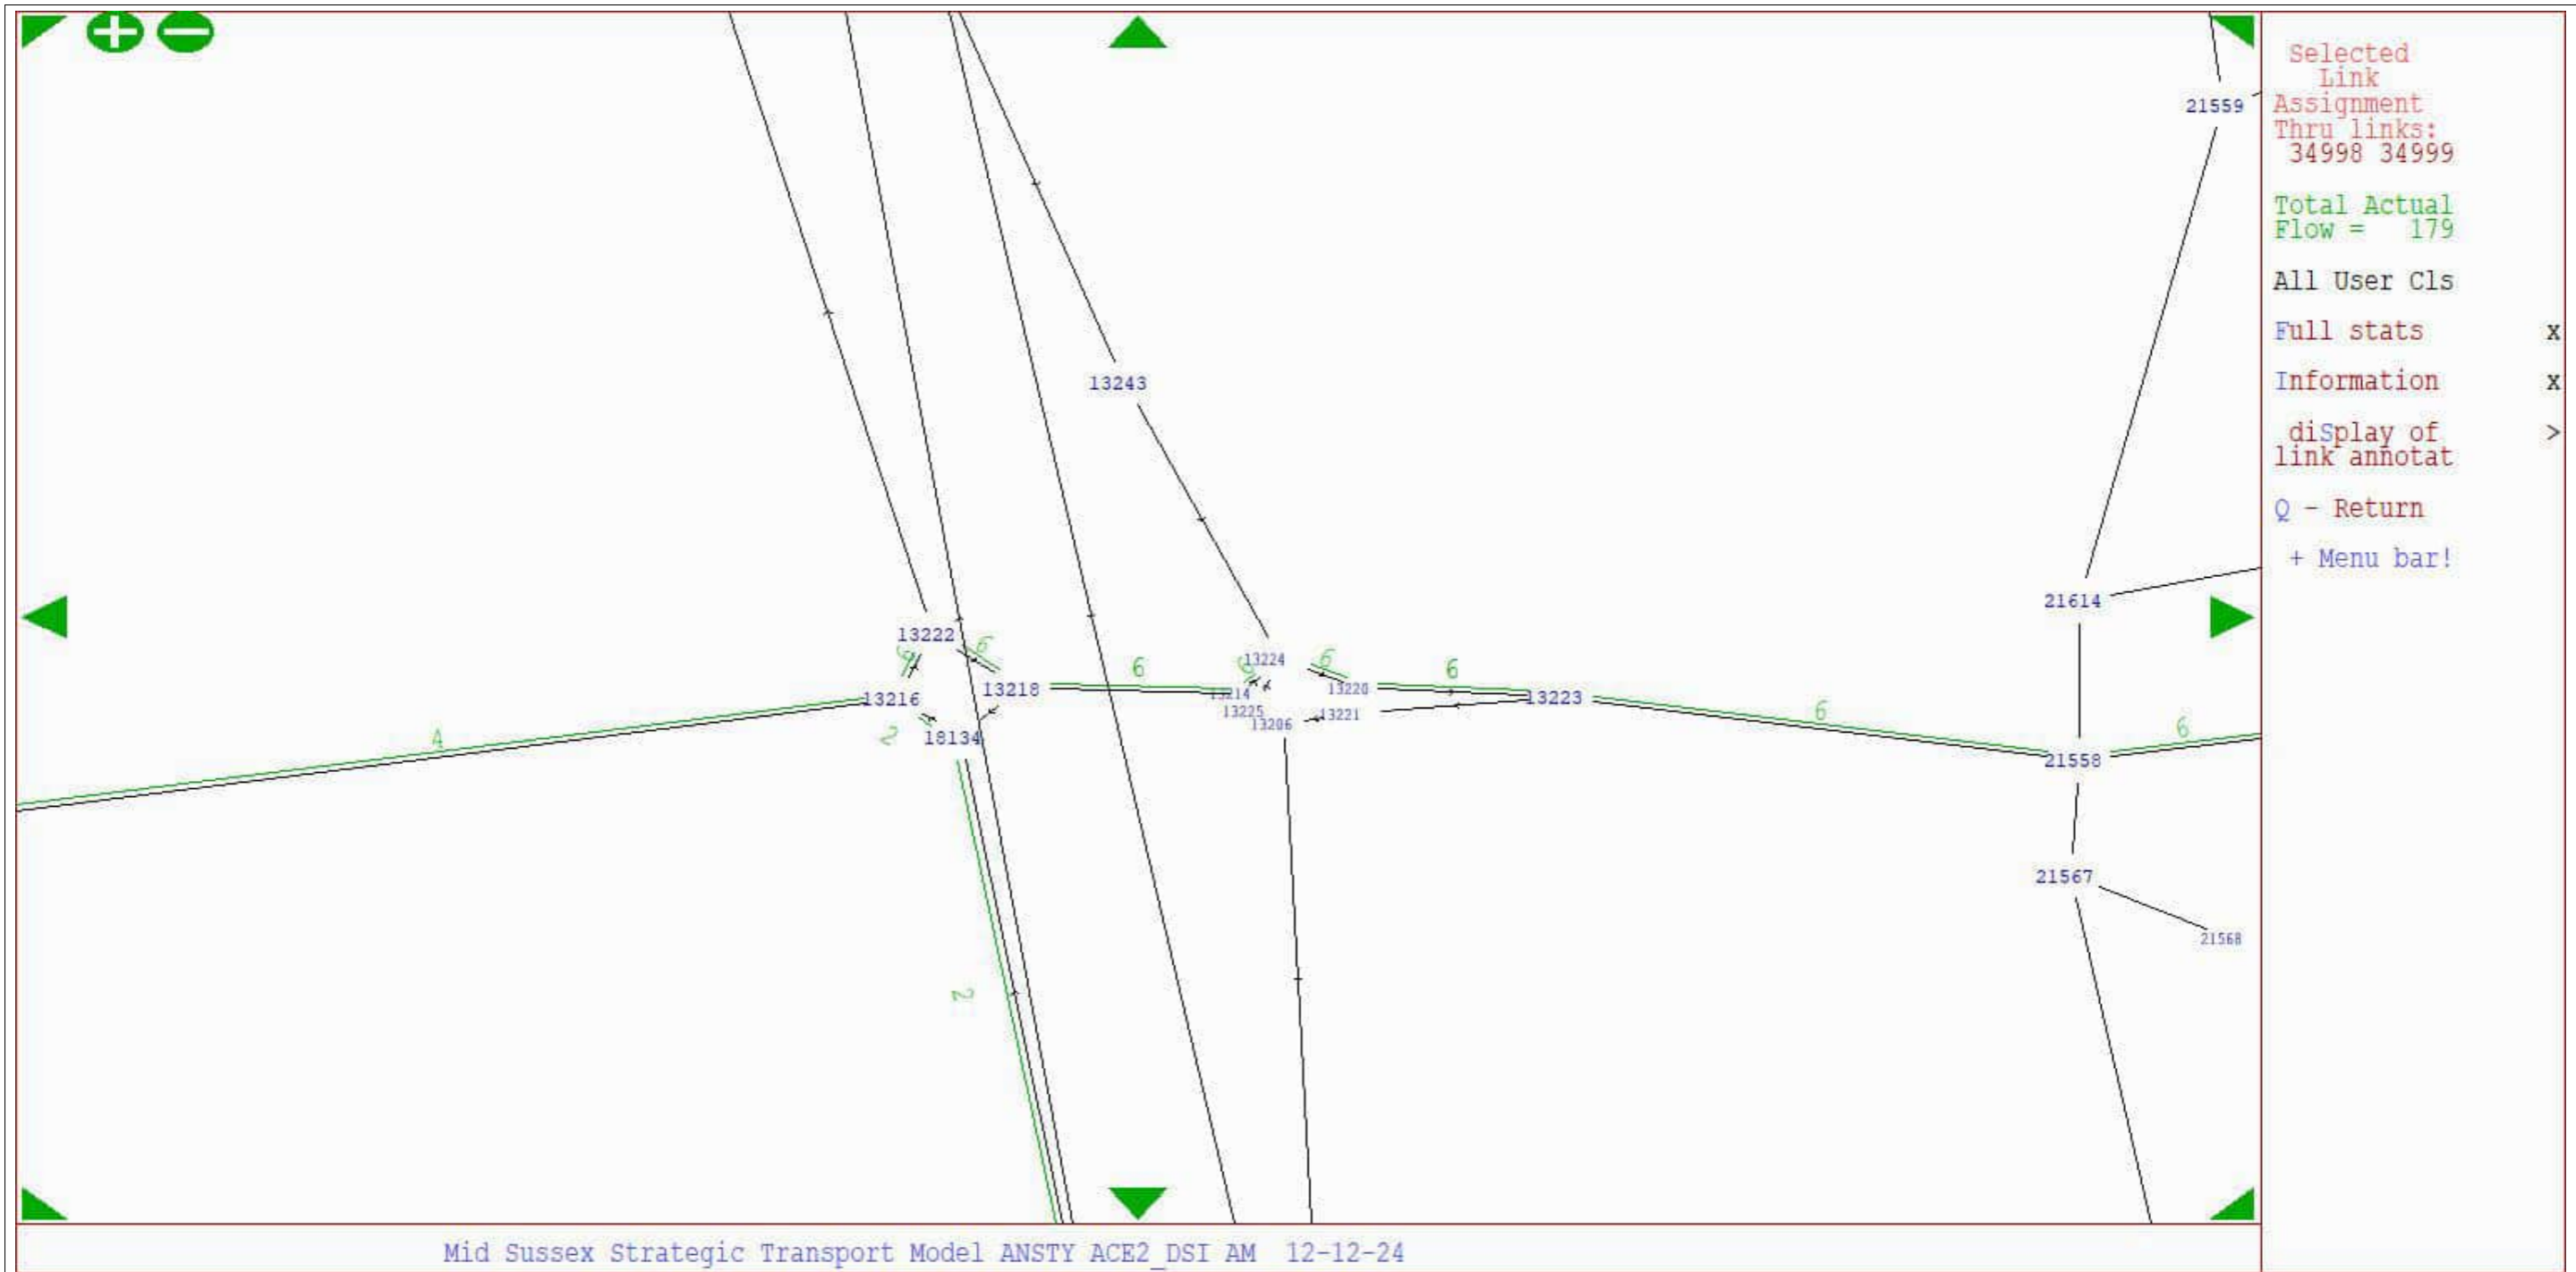 Selected
Link
Assignment
Thru links:
34998 34999
Total Actual
Flow = 179
All User Cls
Full stats x
Information x
diSplay of >
link annotat
Q - Return
+ Menu bar!
21559
13243
21614
13222
6
6
13224
6
6
13218
6
13214
13220
13216
13223
6
13225
13221
13206
4
2
18134
6
21558
21567
21568
2
Mid Sussex Strategic Transport Model ANSTY ACE2_DSI AM 12-12-24